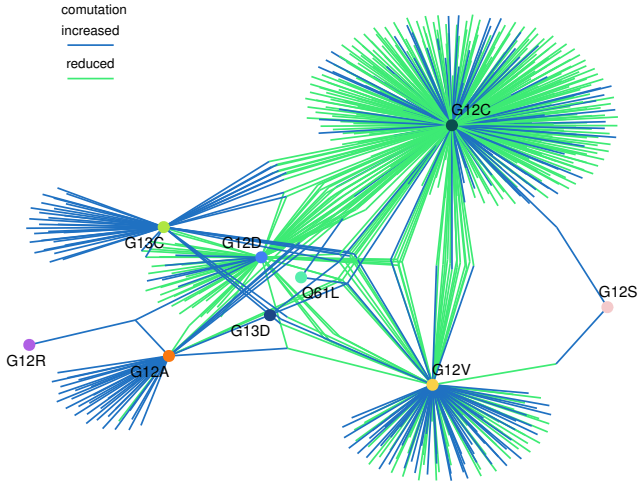 comutation
increased
reduced
G12C
G13C
G12D
Q61L
G12S
G13D
G12R
G12A
G12V